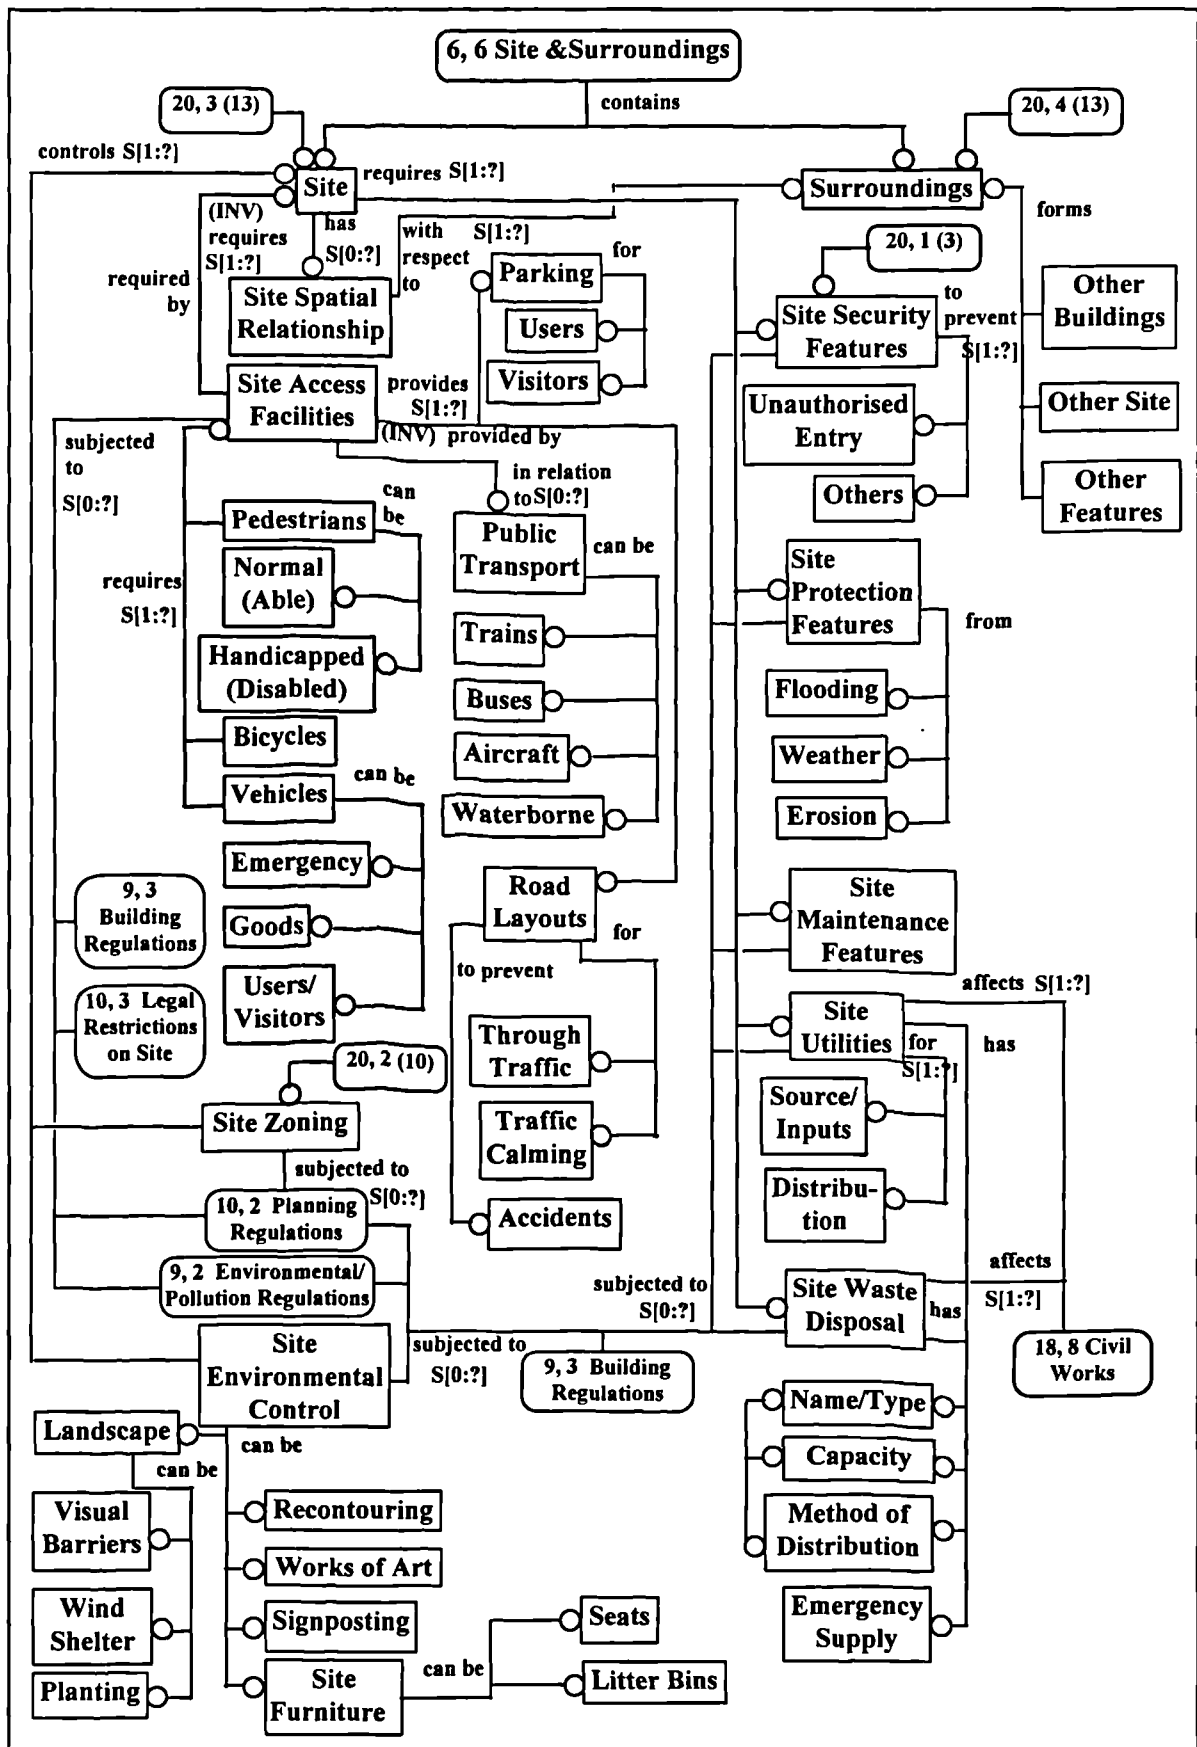 6, 6 Site &Surroundings
contains
20, 3 (13)
20, 4 (13)
controls S[1:?]
Site
requires S[1:?]
Surroundings
(INV)
requires
S[1:?]
has
S[0:?]
with
respect
to
S[1:?]
for
forms
20, 1 (3)
required
by
Site Spatial
Relationship
Parking
Users
Visitors
Site Security
Features
to
prevent
S[1:?]
Other
Buildings
Site Access
Facilities
provides
S[1:?]
(INV) provided by
Unauthorised
Entry
Others
Other Site
Other
Features
subjected
to
S[0:?]
in relation
to S[0:?]
Pedestrians
can
be
Normal
(Able)
Handicapped
(Disabled)
requires
S[1:?]
Bicycles
Vehicles
can be
Public
Transport
can be
Trains
Buses
Aircraft
Waterborne
Site
Protection
Features
from
Flooding
Weather
Erosion
Emergency
Goods
Users/
Visitors
9, 3
Building
Regulations
10, 3 Legal
Restrictions
on Site
Road
Layouts
for
to prevent
Through
Traffic
Traffic
Calming
Accidents
Site
Maintenance
Features
affects S[1:?]
Site
Utilities
for
S[1:?]
has
Source/
Inputs
Distribu-
tion
20, 2 (10)
Site Zoning
subjected to
S[0:?]
10, 2 Planning
Regulations
9, 2 Environmental/
Pollution Regulations
subjected to
S[0:?]
Site Waste
Disposal
has
affects
S[1:?]
18, 8 Civil
Works
Site
Environmental
Control
subjected to
S[0:?]
9, 3 Building
Regulations
Name/Type
Capacity
Method of
Distribution
Emergency
Supply
Landscape
can be
can be
Visual
Barriers
Wind
Shelter
Planting
Recontouring
Works of Art
Signposting
Site
Furniture
can be
Seats
Litter Bins